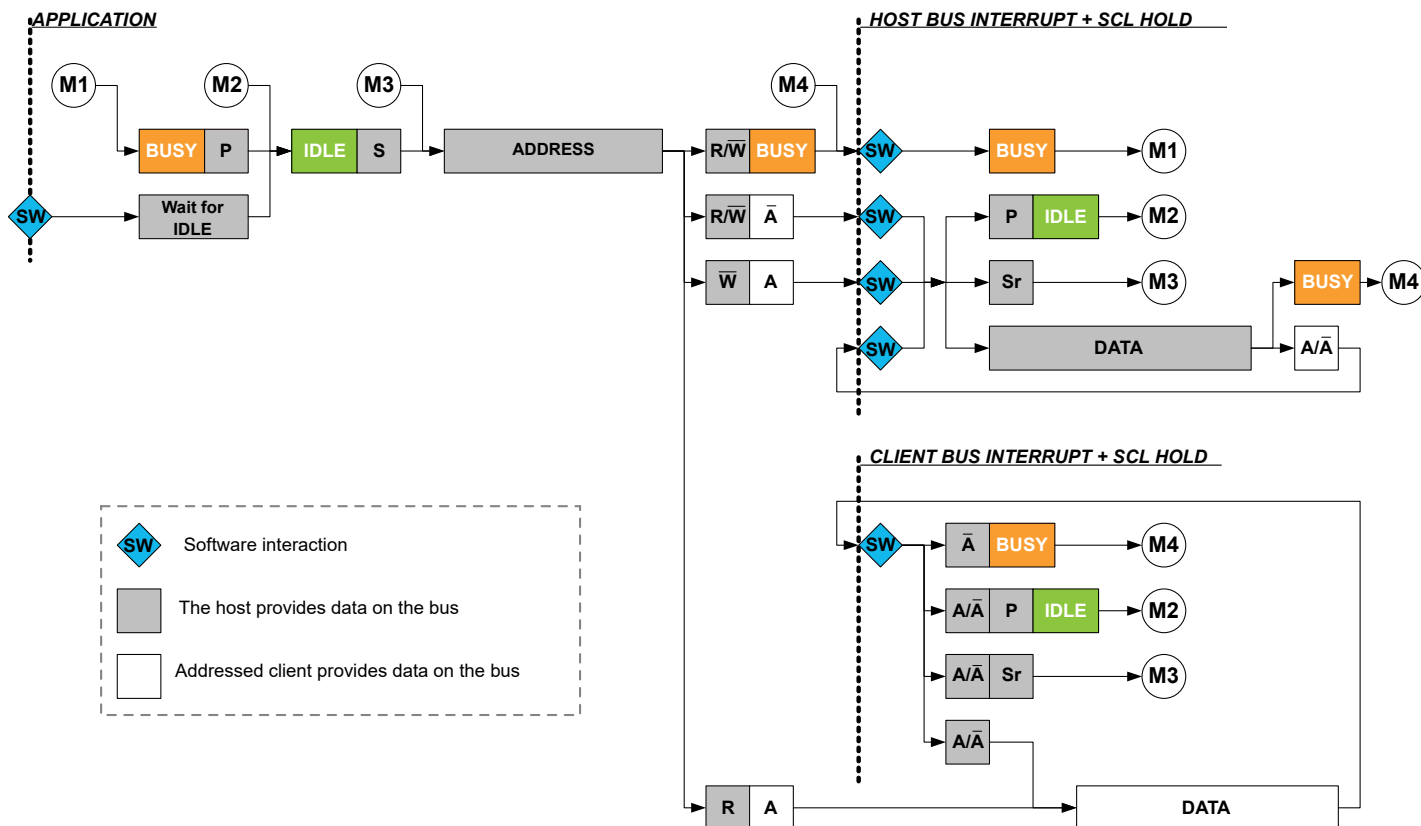 APPLICATION
HOST BUS INTERRUPT + SCL HOLD
M1
M2
M3
M4
BUSY P
IDLE S
ADDRESS
R/W̅ BUSY
SW
BUSY
M1
SW
Wait for
IDLE
R/W̅ A̅
SW
P IDLE
M2
W̅ A
SW
Sr
M3
BUSY
M4
SW
DATA
A/A̅
CLIENT BUS INTERRUPT + SCL HOLD
SW
A̅ BUSY
M4
SW Software interaction
The host provides data on the bus
A/A̅ P IDLE
M2
Addressed client provides data on the bus
A/A̅ Sr
M3
A/A̅
R A
DATA